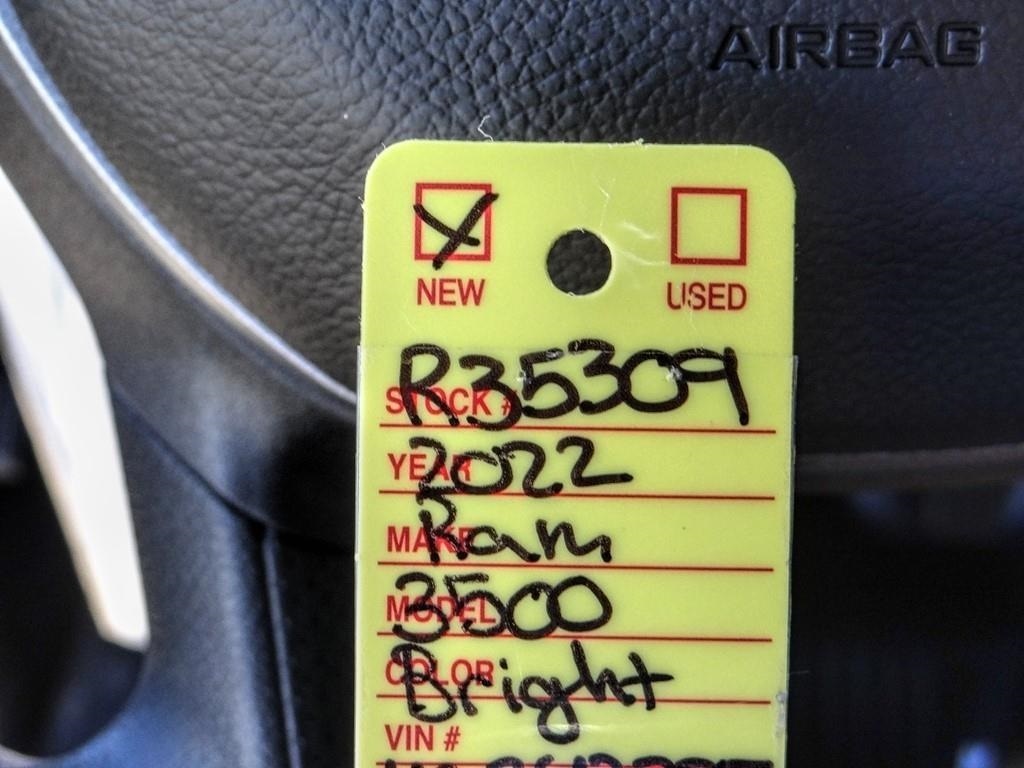 AIRBAG
NEW USED
STOCK # R35309
YEAR 2022
MAKE Ram
MODEL 3500
COLOR Bright
VIN #